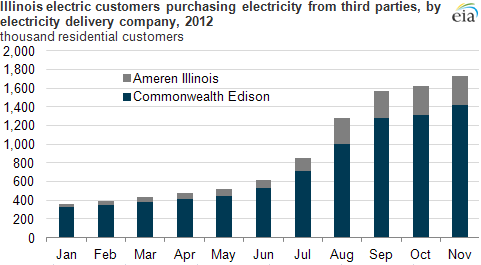 Illinois electric customers purchasing electricity from third parties, by
electricity delivery company, 2012
thousand residential customers
eia
2,000
1,800
1,600
1,400
1,200
1,000
800
600
400
200
0
Ameren Illinois
Commonwealth Edison
Jan Feb Mar Apr May Jun Jul Aug Sep Oct Nov